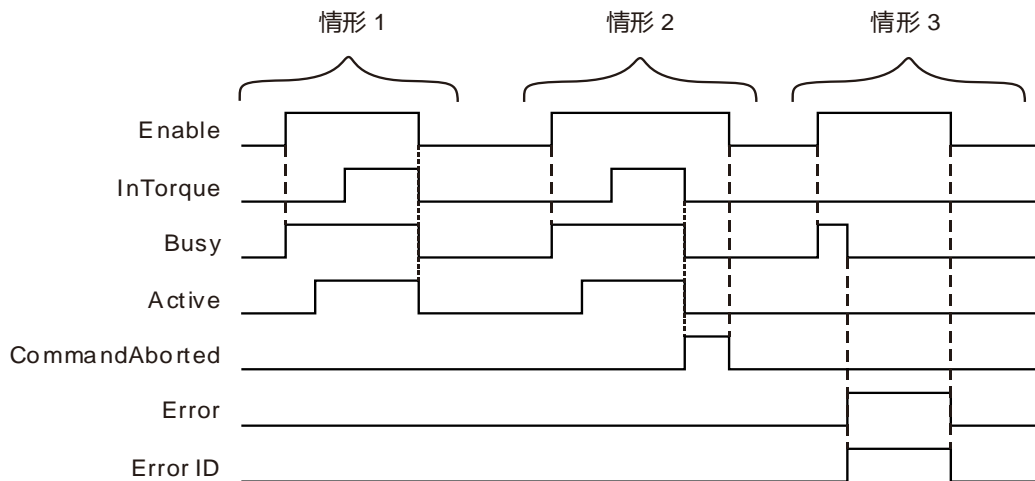 情形 1 情形 2 情形 3
Enable
InTorque
Busy
Active
CommandAborted
Error
Error ID